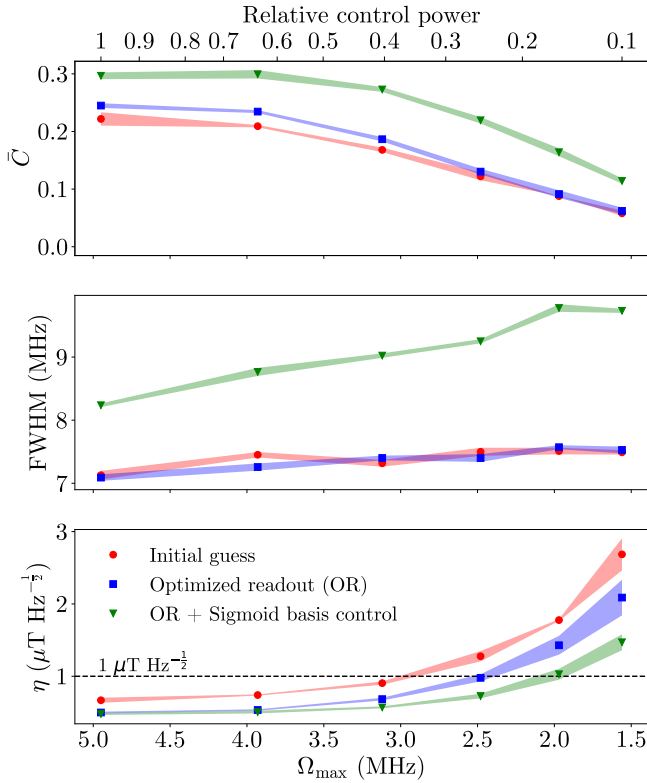 Relative control power
1 0.9 0.8 0.7 0.6 0.5 0.4 0.3 0.2 0.1
0.3
0.2
0.1
0.0
C̄
9
8
7
FWHM (MHz)
3
2
1
η (μT Hz^{-1/2})
Initial guess
Optimized readout (OR)
OR + Sigmoid basis control
1 μT Hz^{-1/2}
5.0 4.5 4.0 3.5 3.0 2.5 2.0 1.5
Ω_max (MHz)